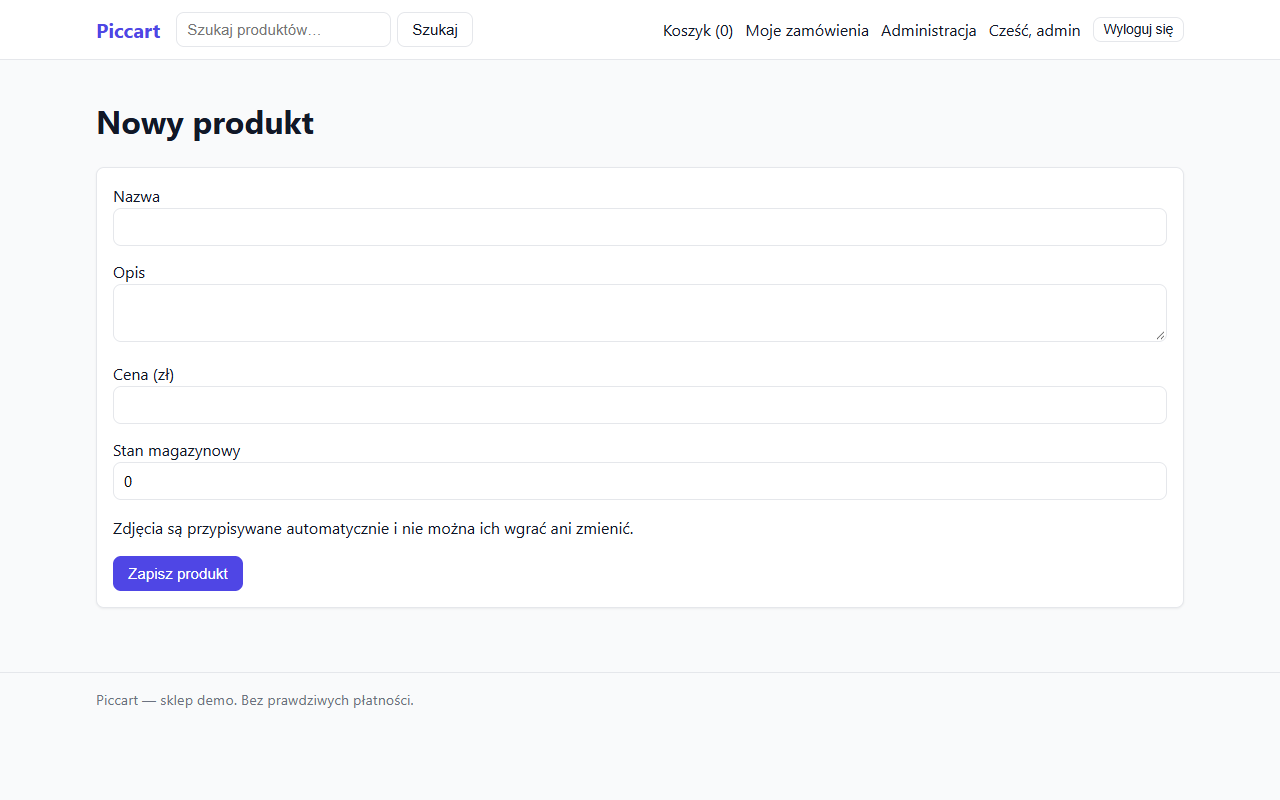 Piccart
Szukaj produktów…
Szukaj
Koszyk (0)
Moje zamówienia
Administracja
Cześć, admin
Wyloguj się
Nowy produkt
Nazwa
Opis
Cena (zł)
Stan magazynowy
0
Zdjęcia są przypisywane automatycznie i nie można ich wgrać ani zmienić.
Zapisz produkt
Piccart — sklep demo. Bez prawdziwych płatności.